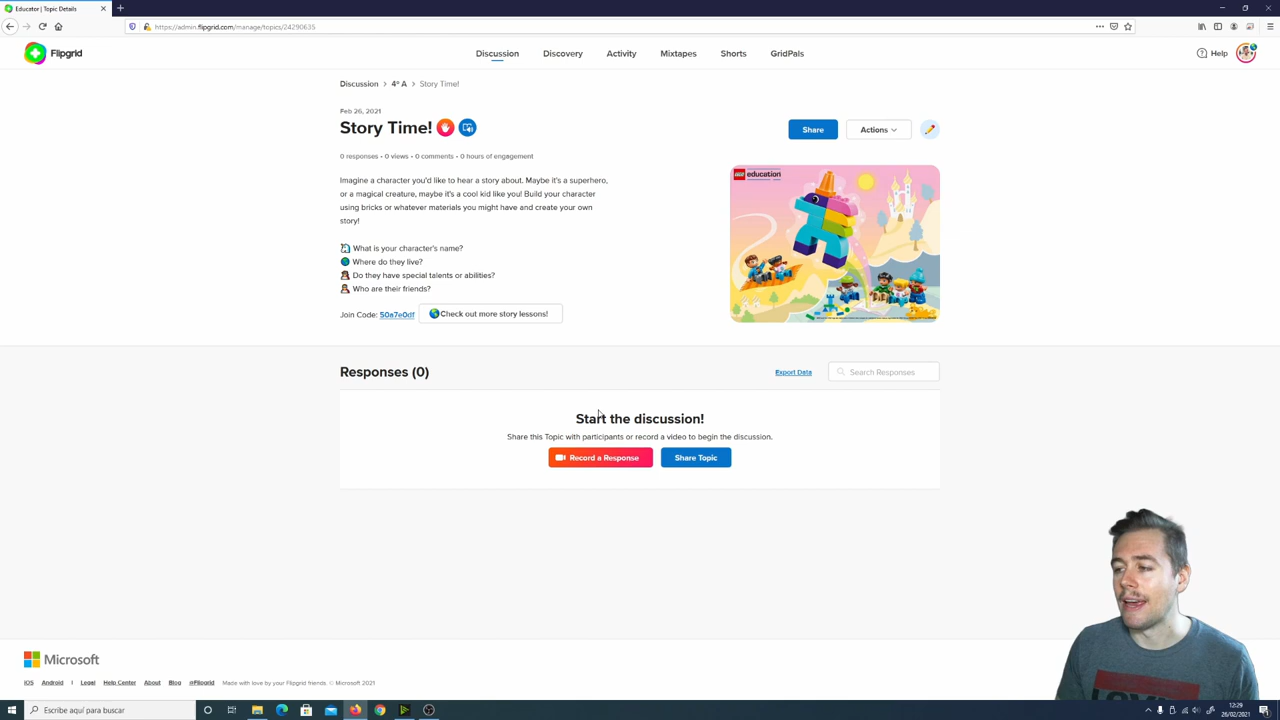 Educator | Topic Details
https://admin.flipgrid.com/manage/topics/24290635
Flipgrid
Discussion
Discovery
Activity
Mixtapes
Shorts
GridPals
Help
Discussion > 4º A > Story Time!
Feb 26, 2021
Story Time!
Share
Actions
0 responses • 0 views • 0 comments • 0 hours of engagement
Imagine a character you'd like to hear a story about. Maybe it's a superhero,
or a magical creature, maybe it's a cool kid like you! Build your character
using bricks or whatever materials you might have and create your own
story!
What is your character's name?
Where do they live?
Do they have special talents or abilities?
Who are their friends?
Join Code: 50a7e0df
Check out more story lessons!
LEGO education
Responses (0)
Export Data
Search Responses
Start the discussion!
Share this Topic with participants or record a video to begin the discussion.
Record a Response
Share Topic
Microsoft
iOS Android | Legal Help Center About Blog @Flipgrid Made with love by your Flipgrid friends. © Microsoft 2021
Escribe aquí para buscar
12:29
26/02/2021